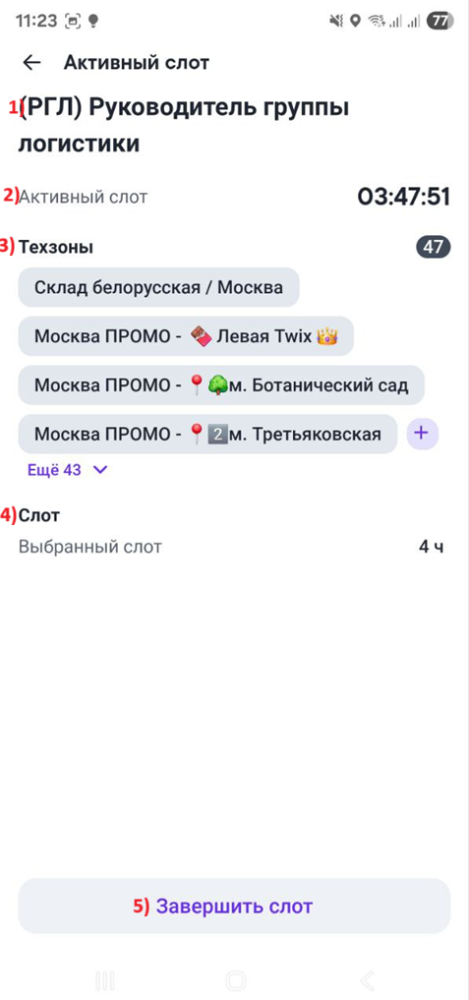 11:23 77
Активный слот
1)(РГЛ) Руководитель группы
логистики
2)Активный слот 03:47:51
3) Техзоны 47
Склад белорусская / Москва
Москва ПРОМО - 🍫 Левая Twix 👑
Москва ПРОМО - 📍🌳м. Ботанический сад
Москва ПРОМО - 📍2️⃣м. Третьяковская +
Ещё 43
4)Слот
Выбранный слот 4 ч
5) Завершить слот